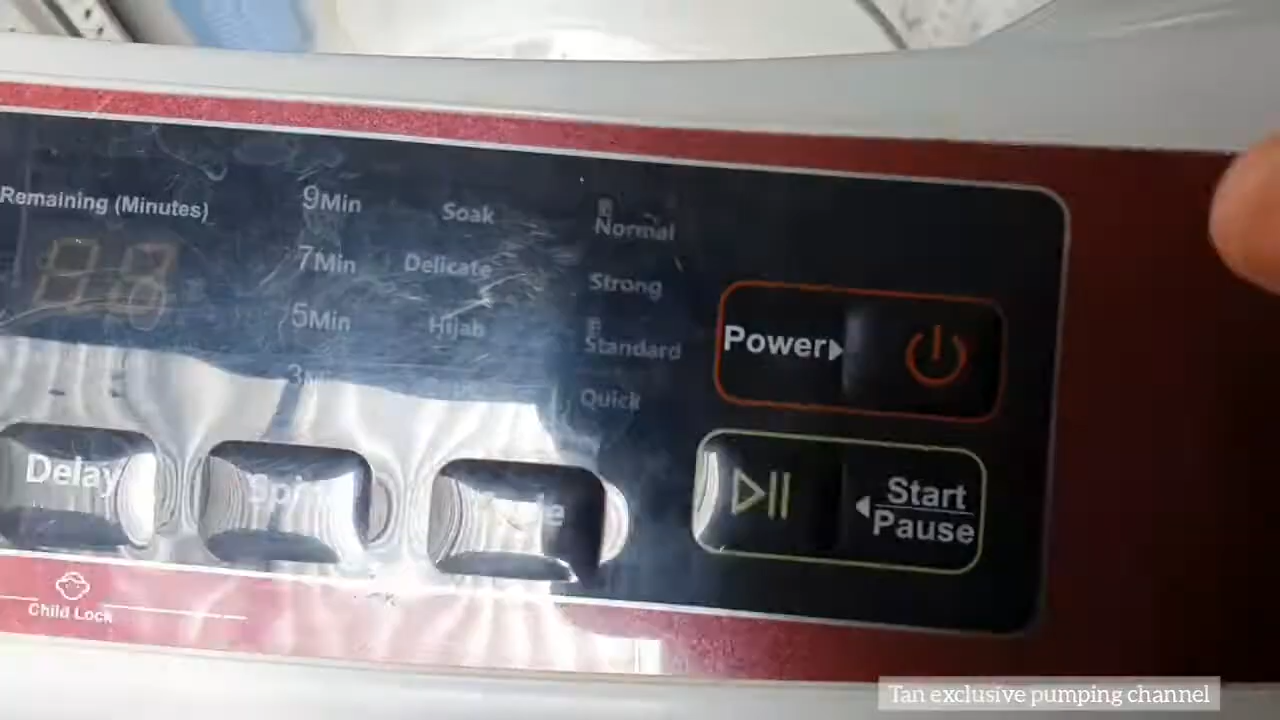 Remaining (Minutes)
88
9Min
7Min
5Min
Soak
Delicate
Hijab
Normal
Strong
Standard
Quick
Power
Start
Pause
Delay
Child Lock
Tan exclusive pumping channel